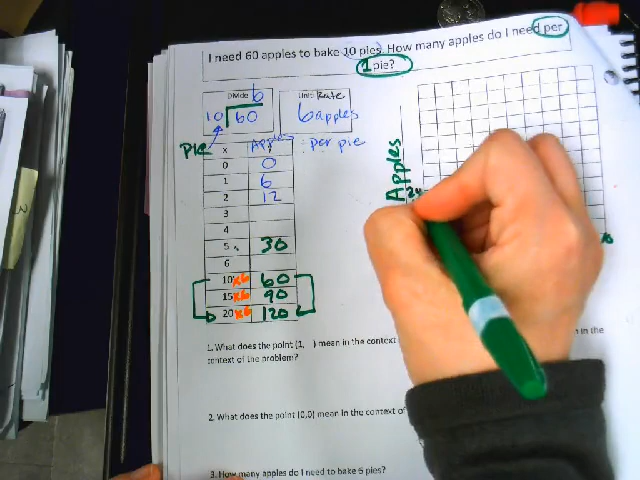 I need 60 apples to bake 10 pies. How many apples do I need per
1 pie?
Divide
6
10 60
Unit Rate
6 apples
per pie
Pie
x Apples
0 0
1 6
2 12
3
4
5 30
6
10 x6 60
15 x6 90
20 x6 120
Apples
1. What does the point (1, ) mean in the context
in the
context of the problem?
2. What does the point (0,0) mean in the context of
3. How many apples do I need to bake 5 pies?